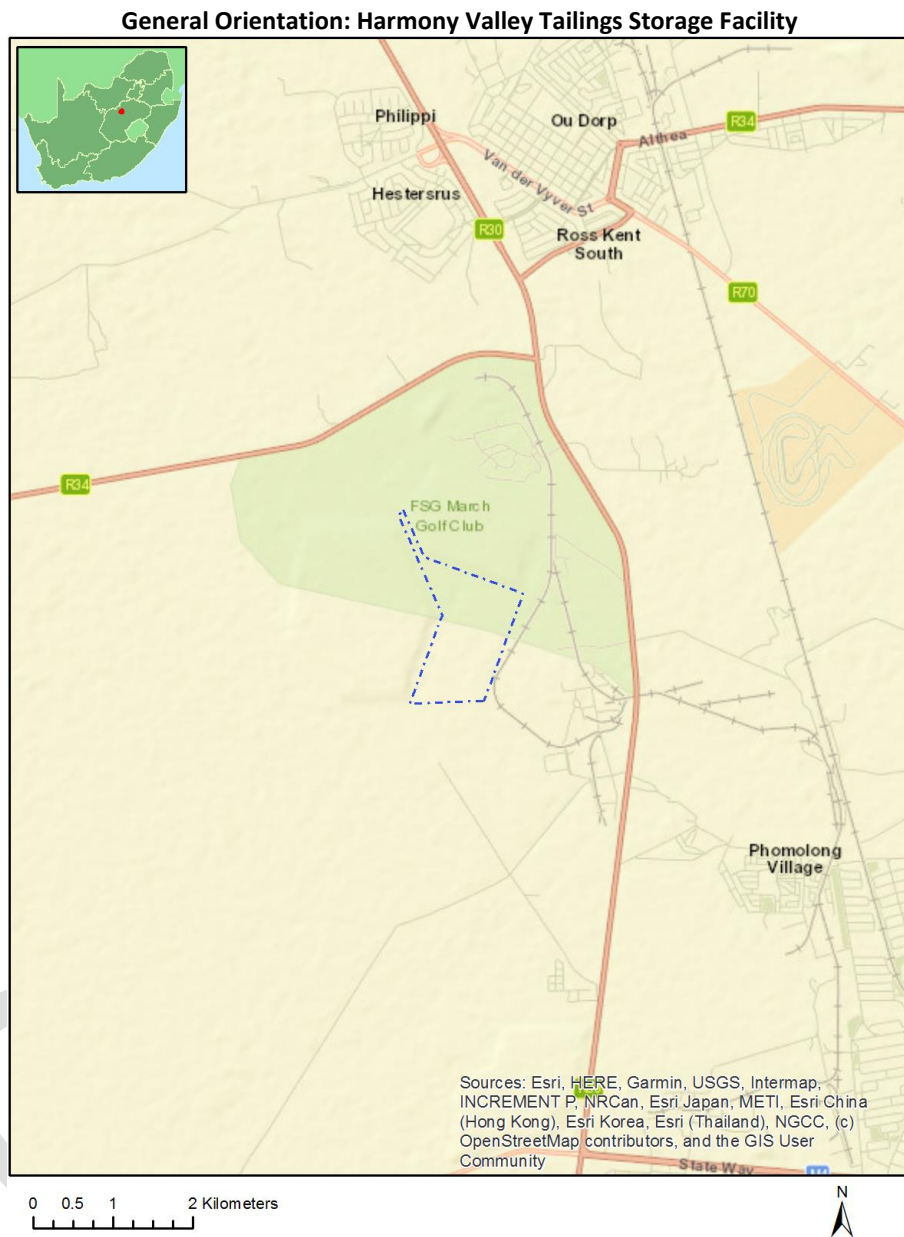 General Orientation: Harmony Valley Tailings Storage Facility
Philippi
Ou Dorp
R34
Althea
Van der Vyver St
Hestersrus
R30
Ross Kent
South
R70
R34
FSG March
Golf Club
Phomolong
Village
Sources: Esri, HERE, Garmin, USGS, Intermap,
INCREMENT P, NRCan, Esri Japan, METI, Esri China
(Hong Kong), Esri Korea, Esri (Thailand), NGCC, (c)
OpenStreetMap contributors, and the GIS User
Community
State Way
0 0.5 1 2 Kilometers
N